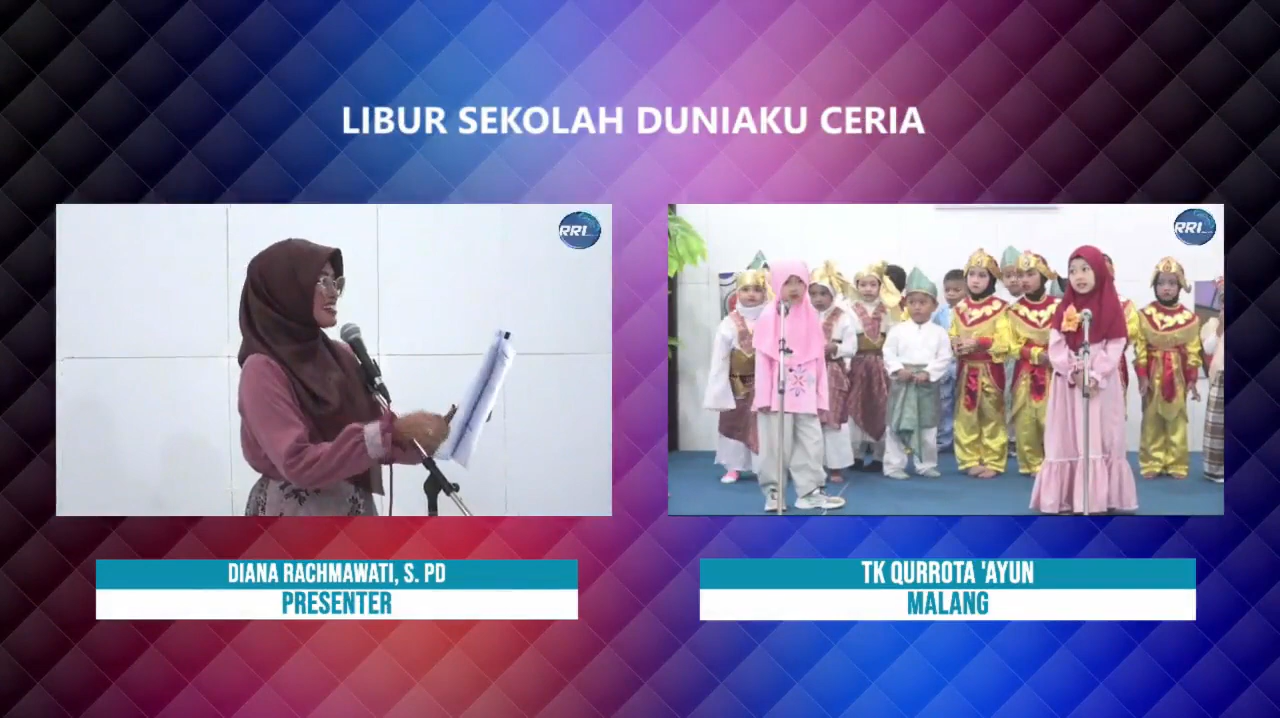 LIBUR SEKOLAH DUNIAKU CERIA
RRI
RRI
DIANA RACHMAWATI, S. PD
PRESENTER
TK QURROTA 'AYUN
MALANG